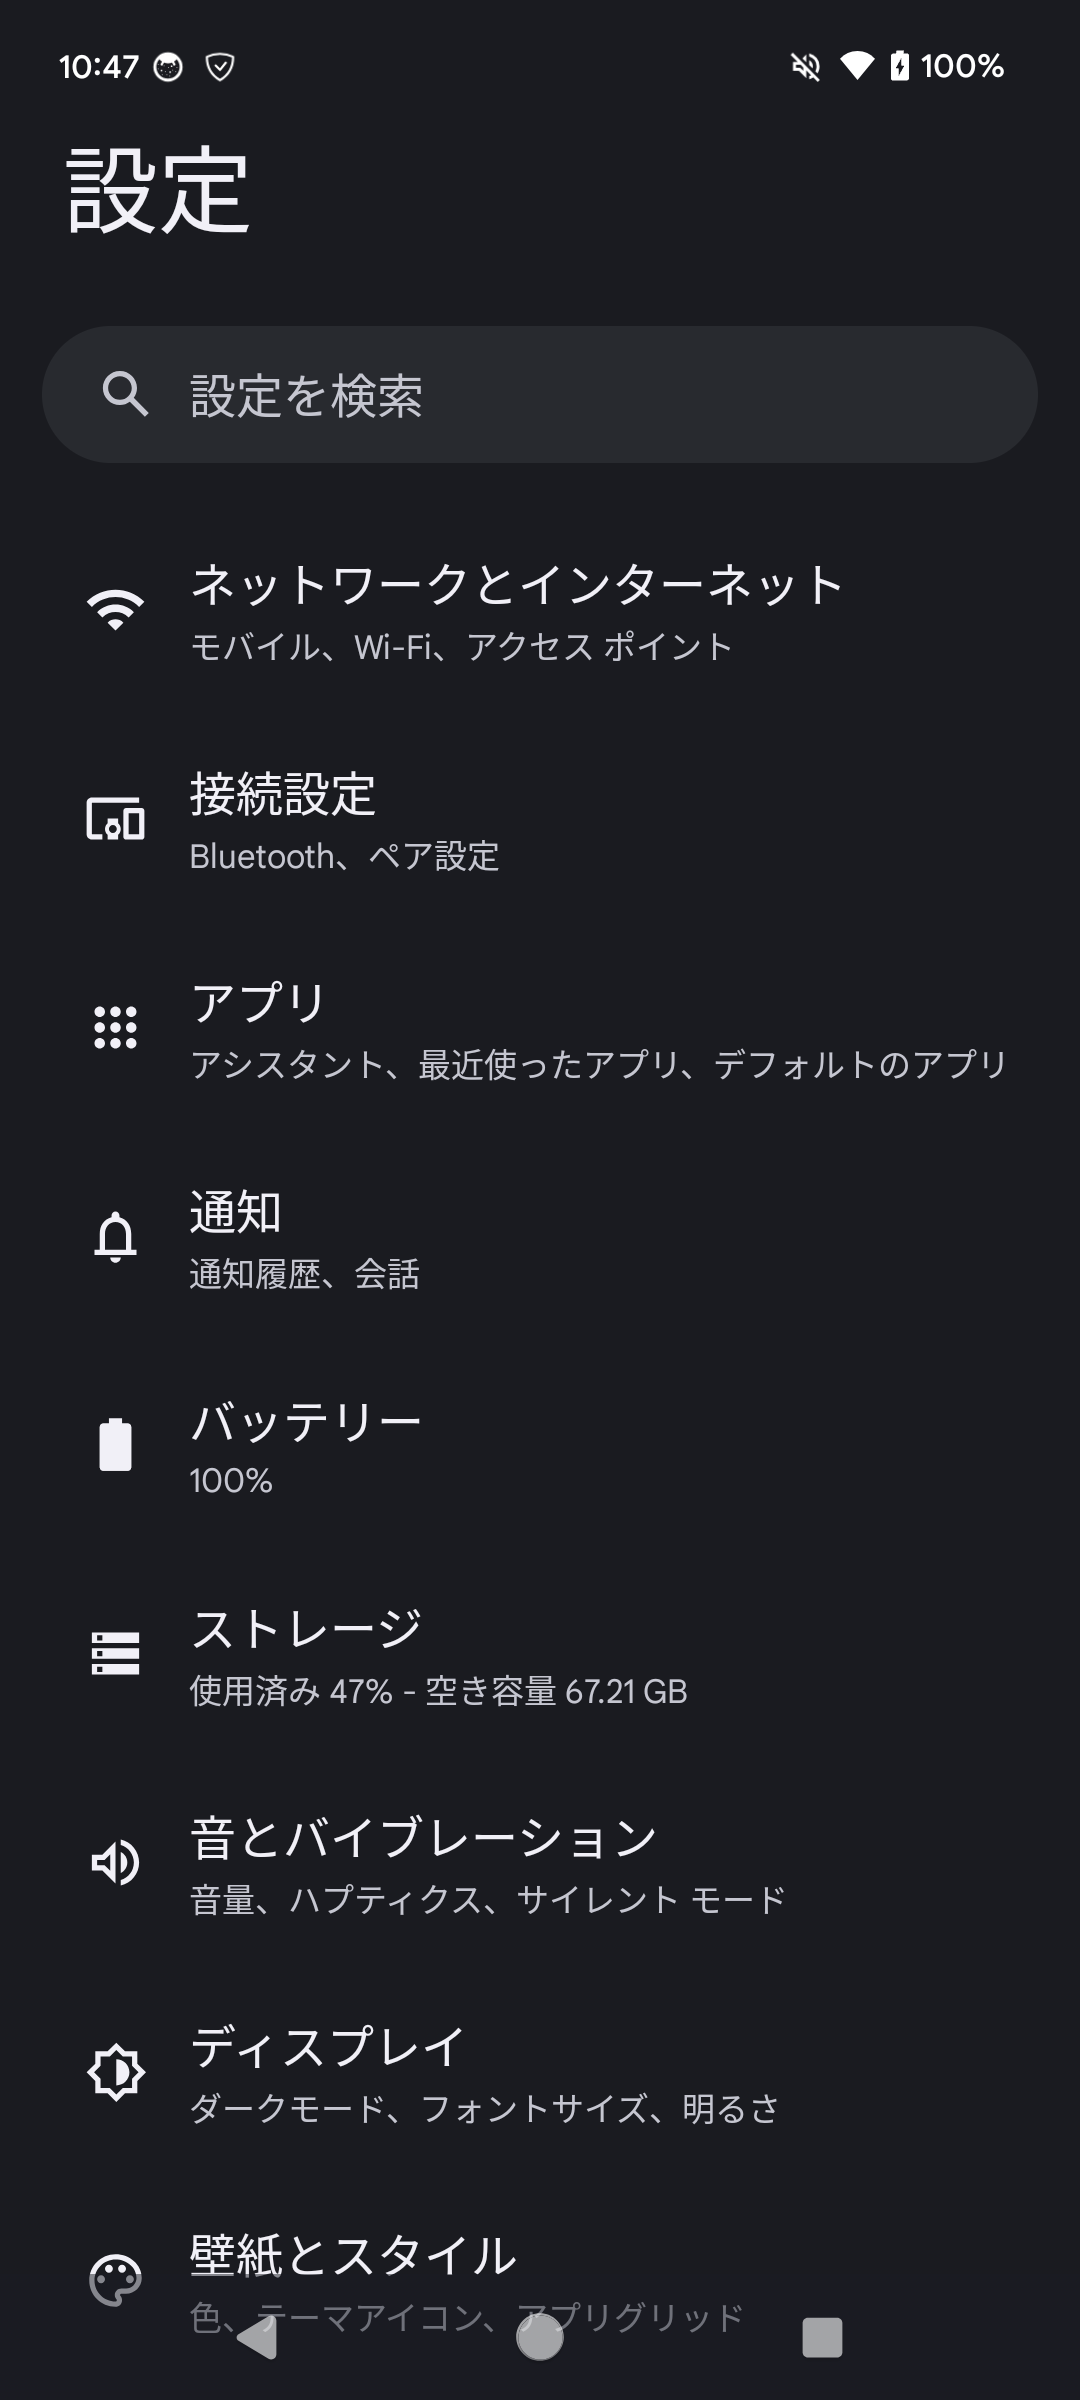 10:47
100%
設定
設定を検索
ネットワークとインターネット
モバイル、Wi-Fi、アクセス ポイント
接続設定
Bluetooth、ペア設定
アプリ
アシスタント、最近使ったアプリ、デフォルトのアプリ
通知
通知履歴、会話
バッテリー
100%
ストレージ
使用済み 47% - 空き容量 67.21 GB
音とバイブレーション
音量、ハプティクス、サイレント モード
ディスプレイ
ダークモード、フォントサイズ、明るさ
壁紙とスタイル
色、テーマアイコン、アプリグリッド